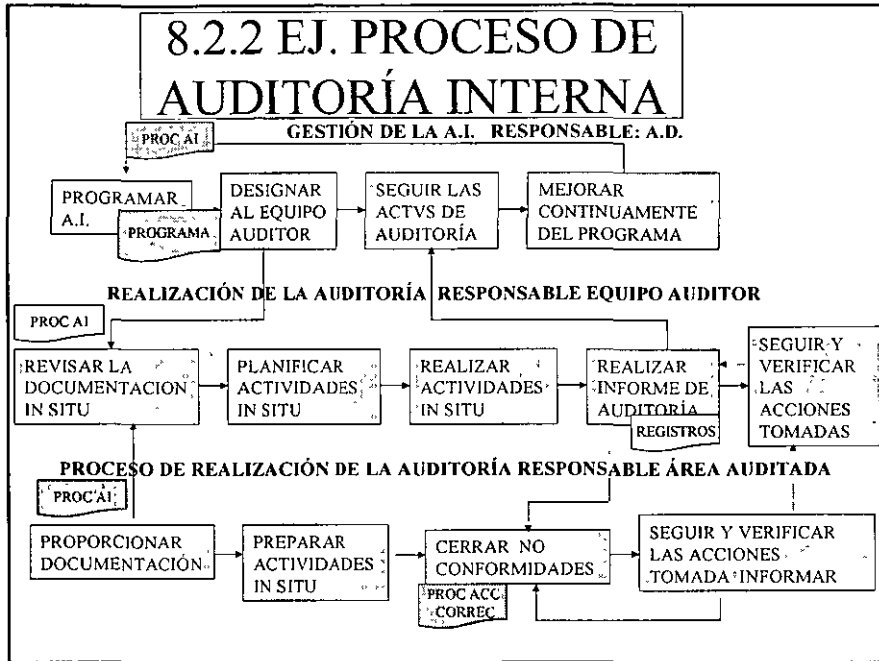 8.2.2 EJ. PROCESO DE
AUDITORÍA INTERNA
GESTIÓN DE LA A.I. RESPONSABLE: A.D.
PROC AI
PROGRAMAR
A.I.
PROGRAMA
DESIGNAR
AL EQUIPO
AUDITOR
SEGUIR LAS
ACTVS DE
AUDITORÍA
MEJORAR
CONTINUAMENTE
DEL PROGRAMA
REALIZACIÓN DE LA AUDITORÍA RESPONSABLE EQUIPO AUDITOR
PROC AI
REVISAR LA
DOCUMENTACION
IN SITU
PLANIFICAR
ACTIVIDADES
IN SITU
REALIZAR
ACTIVIDADES
IN SITU
REALIZAR
INFORME DE
AUDITORÍA
REGISTROS
SEGUIR Y
VERIFICAR
LAS
ACCIONES
TOMADAS
PROCESO DE REALIZACIÓN DE LA AUDITORÍA RESPONSABLE ÁREA AUDITADA
PROC AI
PROPORCIONAR
DOCUMENTACIÓN
PREPARAR
ACTIVIDADES
IN SITU
CERRAR NO
CONFORMIDADES
PROC ACC
CORREC
SEGUIR Y VERIFICAR
LAS ACCIONES
TOMADA INFORMAR